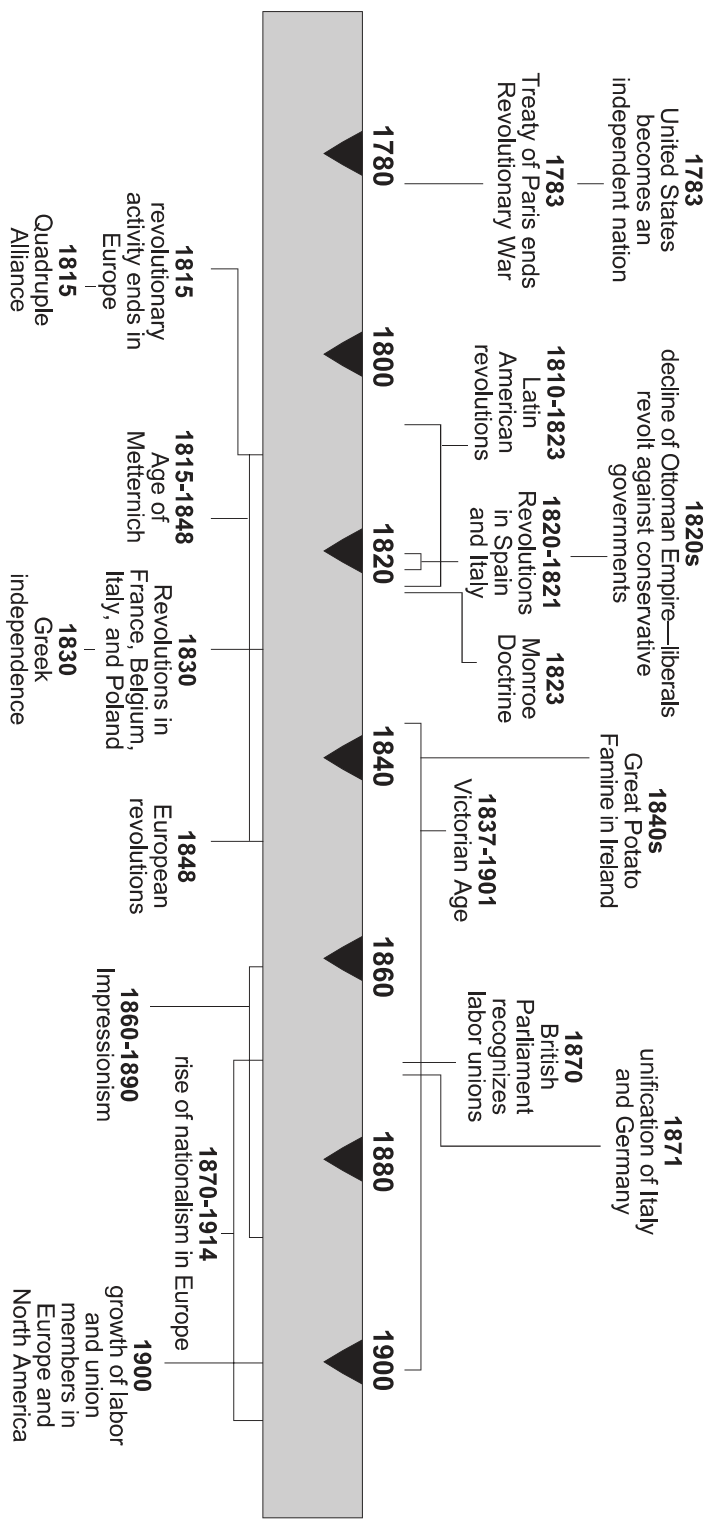 1783
United States
becomes an
independent nation
1783
Treaty of Paris ends
Revolutionary War
1820s
decline of Ottoman Empire—liberals
revolt against conservative
governments
1810-1823
Latin
American
revolutions
1820-1821
Revolutions
in Spain
and Italy
1823
Monroe
Doctrine
1840s
Great Potato
Famine in Ireland
1837-1901
Victorian Age
1870
British
Parliament
recognizes
labor unions
1871
unification of Italy
and Germany
1780
1800
1820
1840
1860
1880
1900
1815
revolutionary
activity ends in
Europe
1815
Quadruple
Alliance
1815-1848
Age of
Metternich
1830
Revolutions in
France, Belgium,
Italy, and Poland
1830
Greek
independence
1848
European
revolutions
1860-1890
Impressionism
1870-1914
rise of nationalism in Europe
1900
growth of labor
and union
members in
Europe and
North America